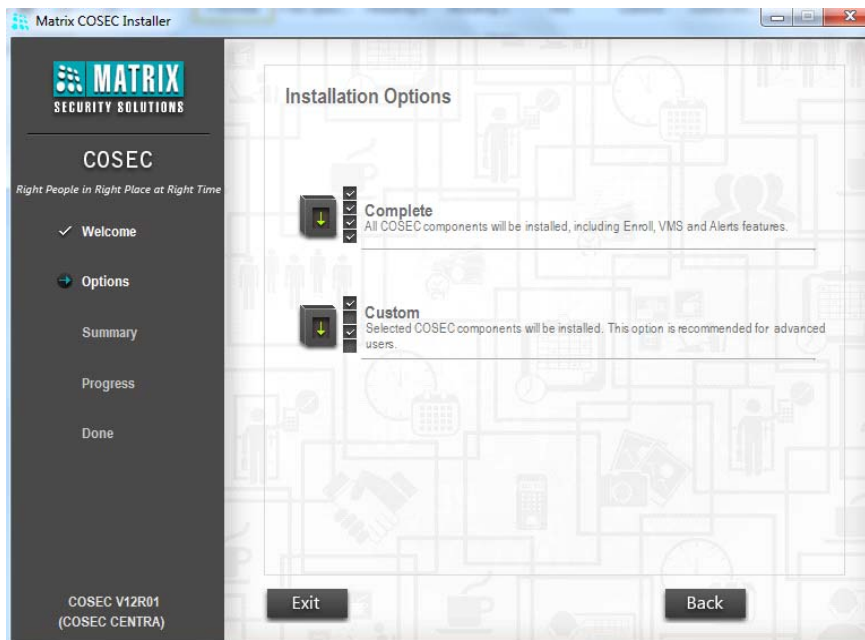 Matrix COSEC Installer
MATRIX
SECURITY SOLUTIONS
COSEC
Right People in Right Place at Right Time
Welcome
Options
Summary
Progress
Done
COSEC V12R01
(COSEC CENTRA)
Installation Options
Complete
All COSEC components will be installed, including Enroll, VMS and Alerts features.
Custom
Selected COSEC components will be installed. This option is recommended for advanced
users.
Exit
Back